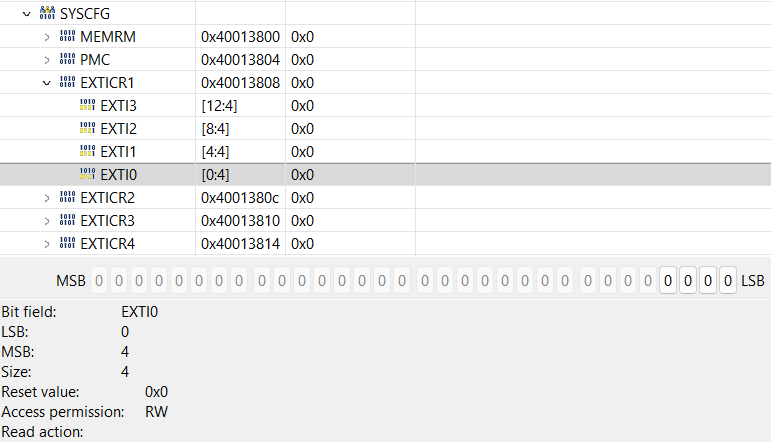 SYSCFG
MEMRM 0x40013800 0x0
PMC 0x40013804 0x0
EXTICR1 0x40013808 0x0
EXTI3 [12:4] 0x0
EXTI2 [8:4] 0x0
EXTI1 [4:4] 0x0
EXTI0 [0:4] 0x0
EXTICR2 0x4001380c 0x0
EXTICR3 0x40013810 0x0
EXTICR4 0x40013814 0x0
MSB 0 0 0 0 0 0 0 0 0 0 0 0 0 0 0 0 0 0 0 0 0 0 0 0 0 0 0 0 0 0 0 0 LSB
Bit field: EXTI0
LSB: 0
MSB: 4
Size: 4
Reset value: 0x0
Access permission: RW
Read action: